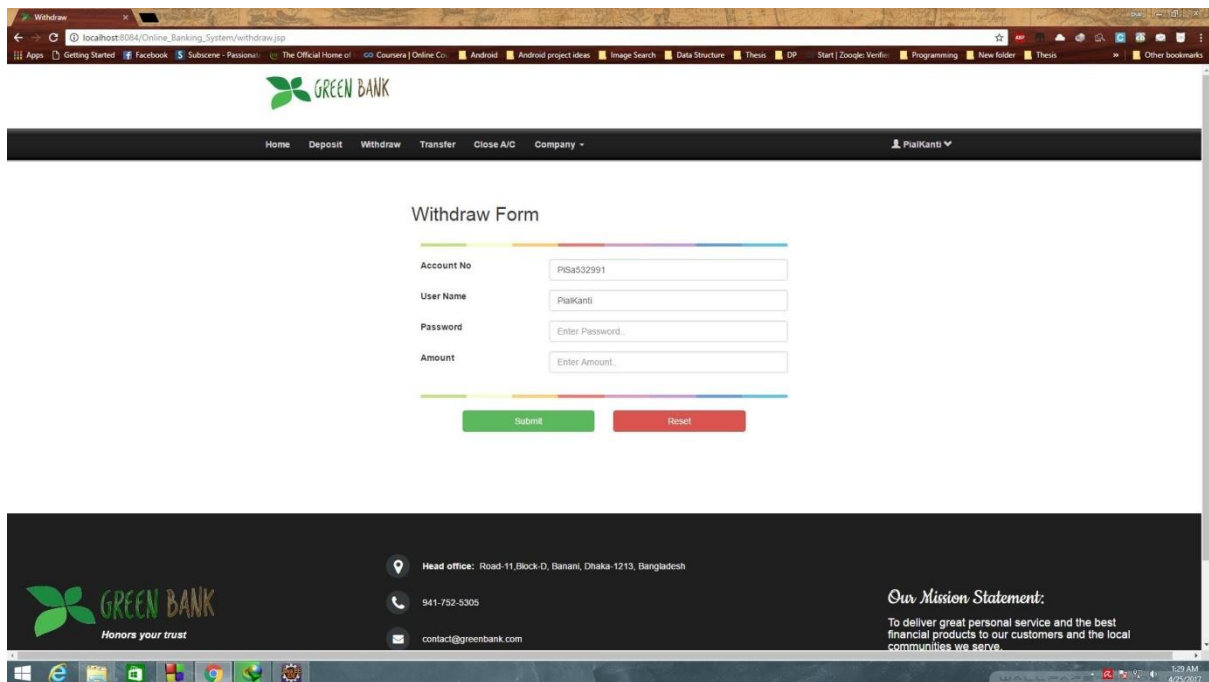 Withdraw
localhost:8084/Online_Banking_System/withdraw.jsp
Apps Getting Started Facebook Subscene - Passiona The Official Home of Coursera | Online Co Android Android project ideas Image Search Data Structure Thesis DP Start | Zooqle: Verifie Programming New folder Thesis » Other bookmarks
GREEN BANK
Home Deposit Withdraw Transfer Close A/C Company PialKanti
Withdraw Form
Account No PiSa532991
User Name PialKanti
Password Enter Password..
Amount Enter Amount..
Submit Reset
Head office: Road-11,Block-D, Banani, Dhaka-1213, Bangladesh
GREEN BANK
Honors your trust
941-752-5305
contact@greenbank.com
Our Mission Statement:
To deliver great personal service and the best
financial products to our customers and the local
communities we serve.
1:29 AM
4/25/2017